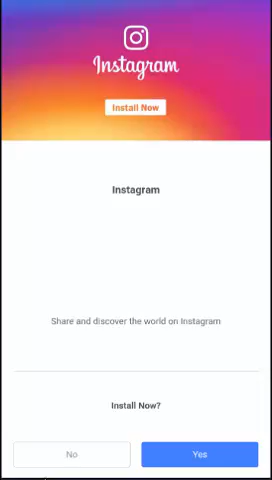 Instagram
Install Now
Instagram
Share and discover the world on Instagram
Install Now?
No
Yes